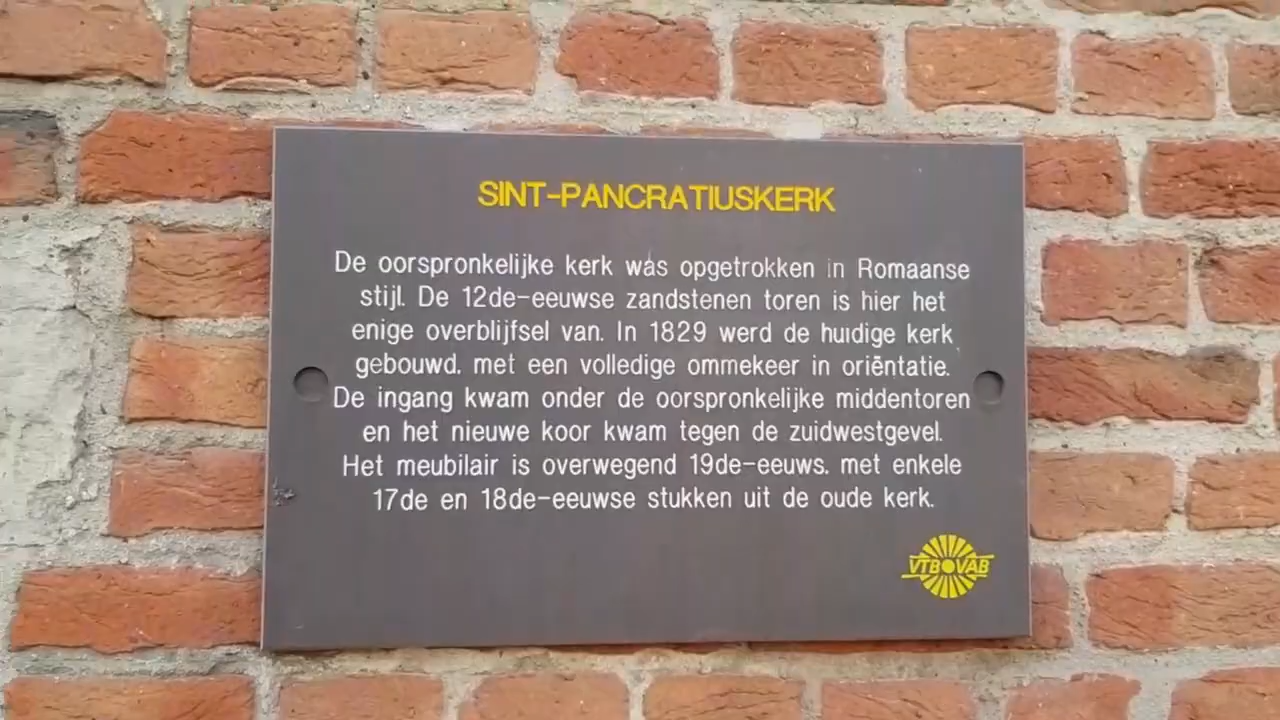 SINT-PANCRATIUSKERK
De oorspronkelijke kerk was opgetrokken in Romaanse
stijl. De 12de-eeuwse zandstenen toren is hier het
enige overblijfsel van. In 1829 werd de huidige kerk
gebouwd, met een volledige ommekeer in oriëntatie.
De ingang kwam onder de oorspronkelijke middentoren
en het nieuwe koor kwam tegen de zuidwestgevel.
Het meubilair is overwegend 19de-eeuws, met enkele
17de en 18de-eeuwse stukken uit de oude kerk.
VTB VAB